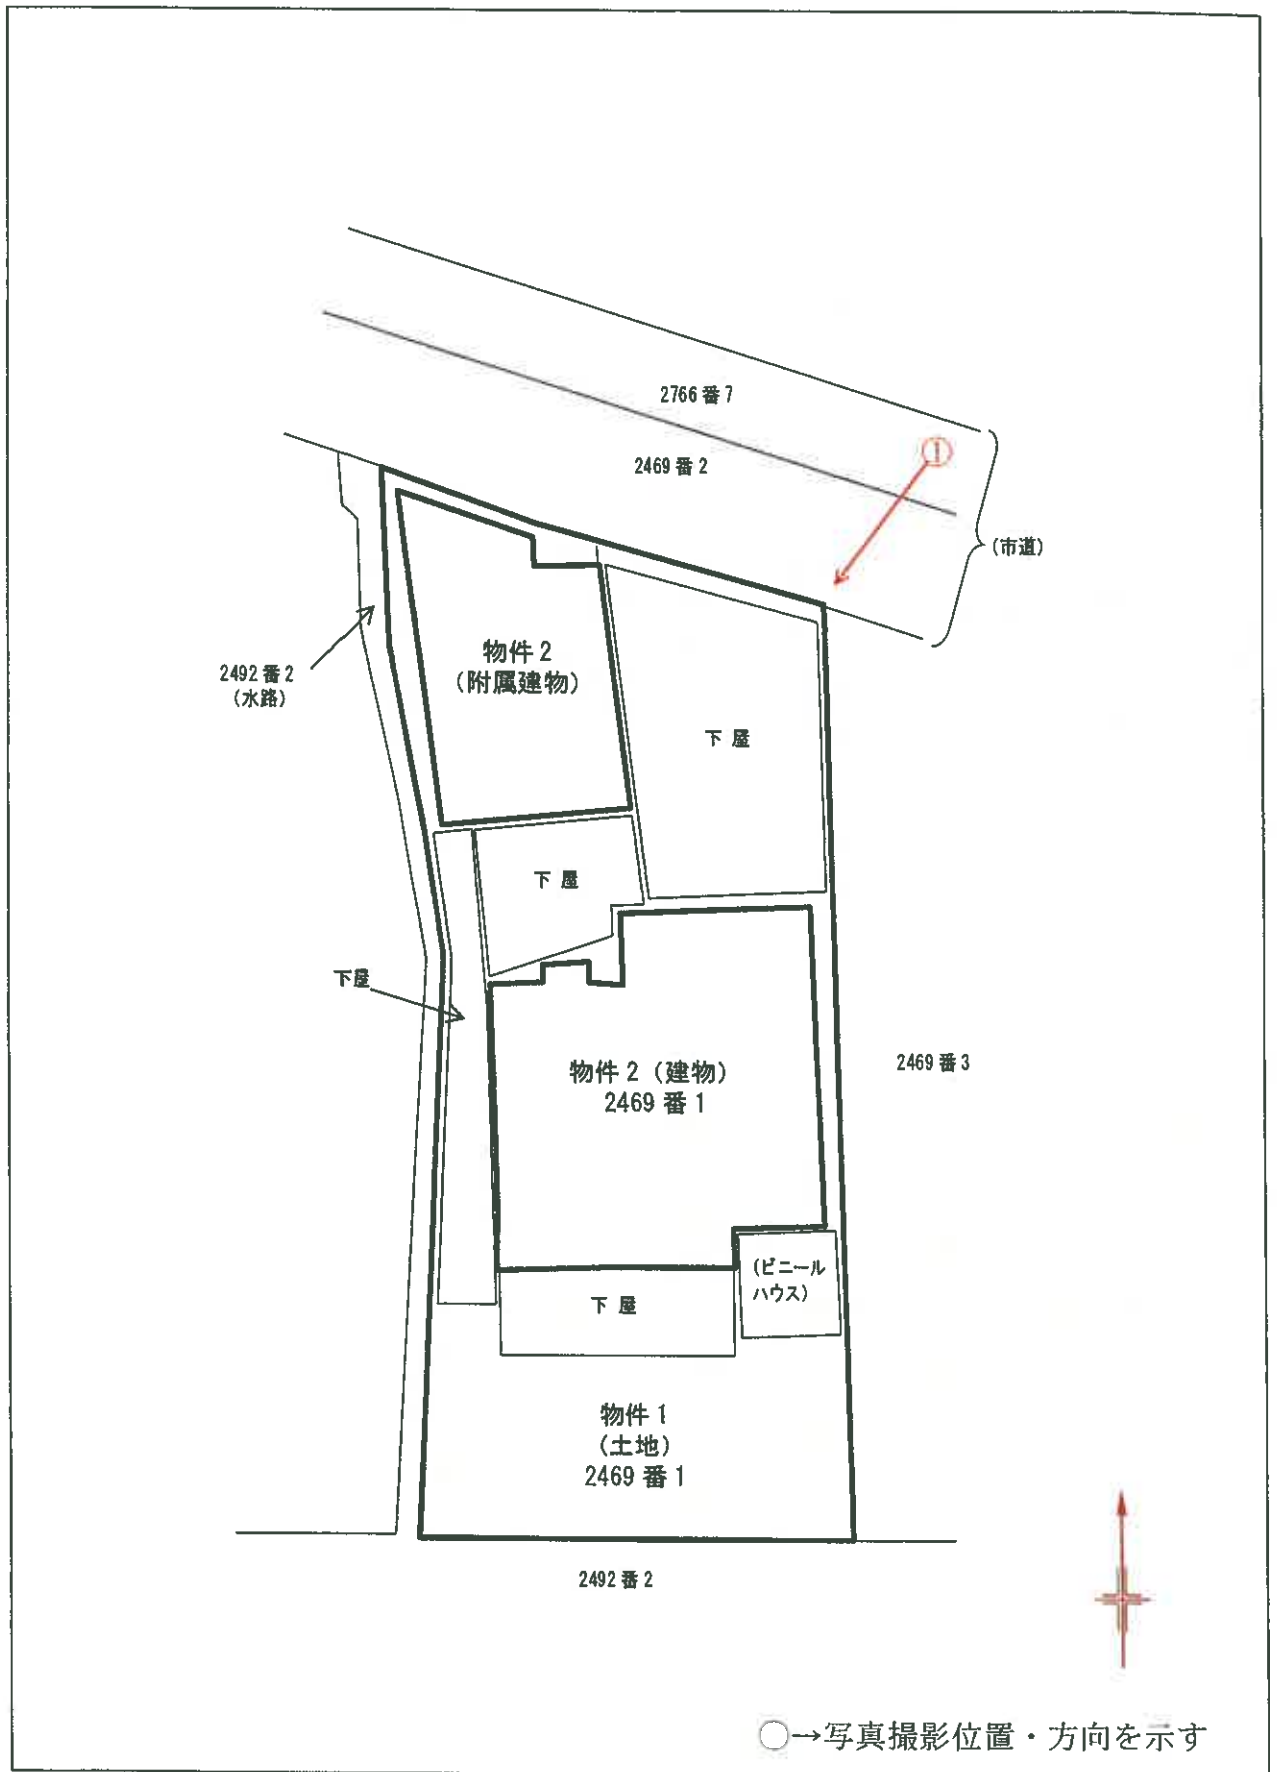 2766番7
①
2469番2
(市道)
物件2
(附属建物)
2492番2
(水路)
下屋
下屋
下屋
2469番3
物件2(建物)
2469番1
(ビニール
ハウス)
下屋
物件1
(土地)
2469番1
2492番2
○→写真撮影位置・方向を示す